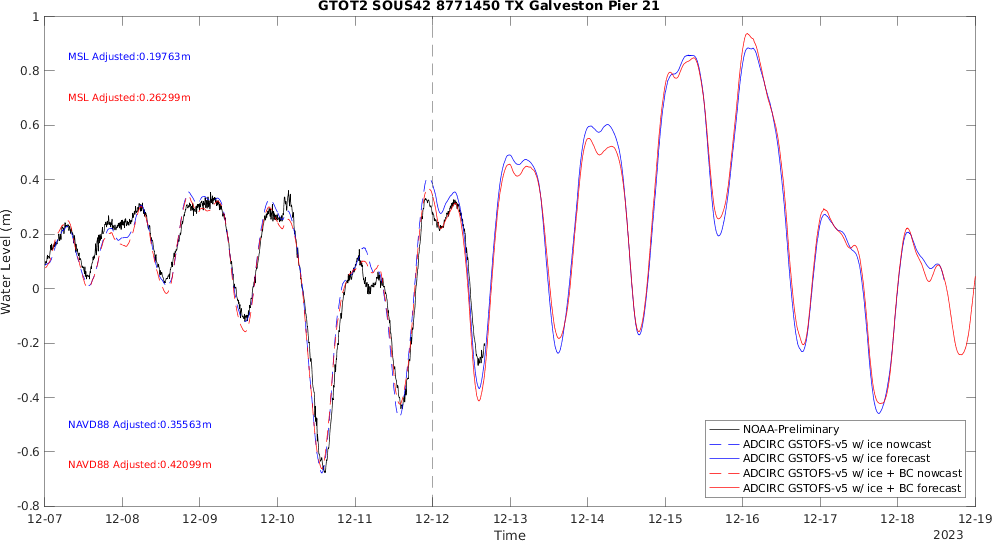 GTOT2 SOUS42 8771450 TX Galveston Pier 21
1
0.8
0.6
0.4
0.2
0
-0.2
-0.4
-0.6
-0.8
Water Level (m)
MSL Adjusted:0.19763m
MSL Adjusted:0.26299m
NAVD88 Adjusted:0.35563m
NAVD88 Adjusted:0.42099m
NOAA-Preliminary
ADCIRC GSTOFS-v5 w/ ice nowcast
ADCIRC GSTOFS-v5 w/ ice forecast
ADCIRC GSTOFS-v5 w/ ice + BC nowcast
ADCIRC GSTOFS-v5 w/ ice + BC forecast
12-07 12-08 12-09 12-10 12-11 12-12 12-13 12-14 12-15 12-16 12-17 12-18 12-19
Time
2023